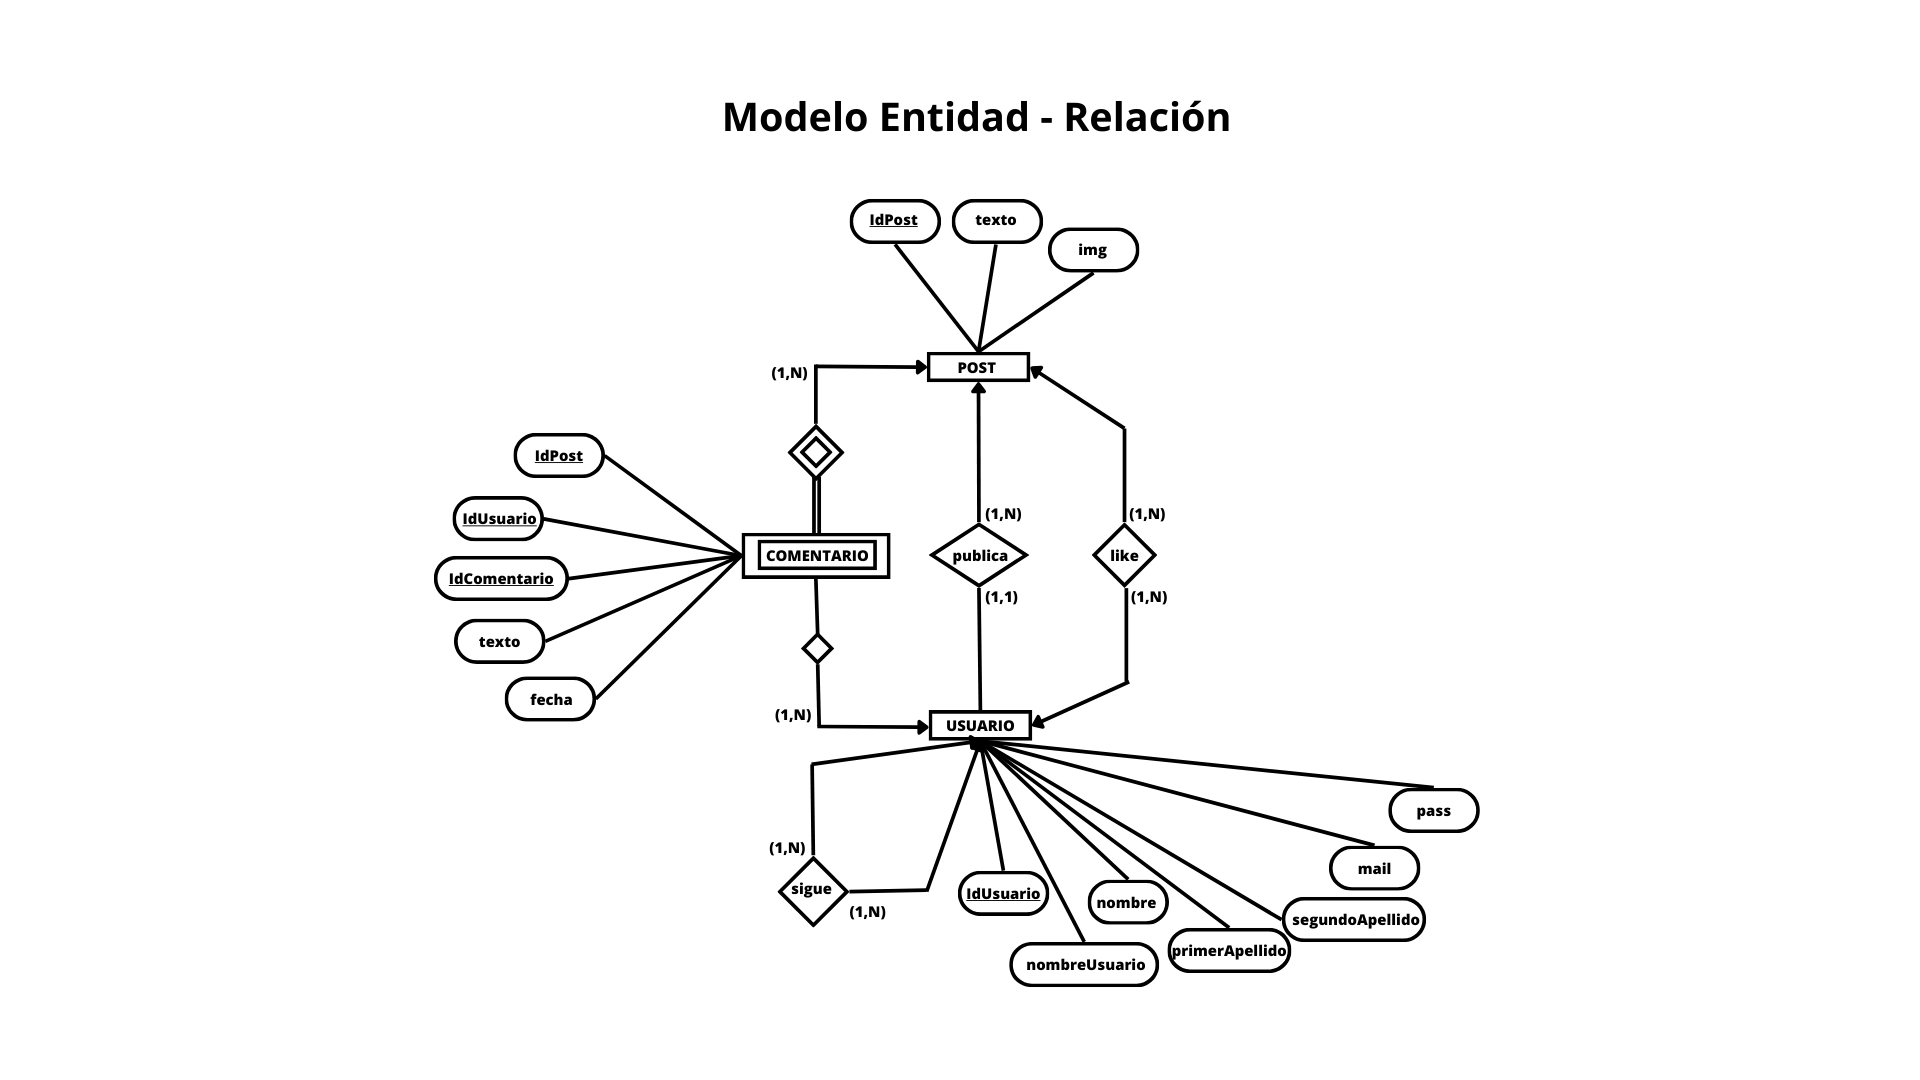 Modelo Entidad - Relación
IdPost
texto
img
POST
(1,N)
IdPost
IdUsuario
IdComentario
texto
fecha
COMENTARIO
(1,N)
publica
(1,1)
(1,N)
like
(1,N)
(1,N)
USUARIO
(1,N)
sigue
(1,N)
IdUsuario
nombreUsuario
nombre
primerApellido
segundoApellido
mail
pass